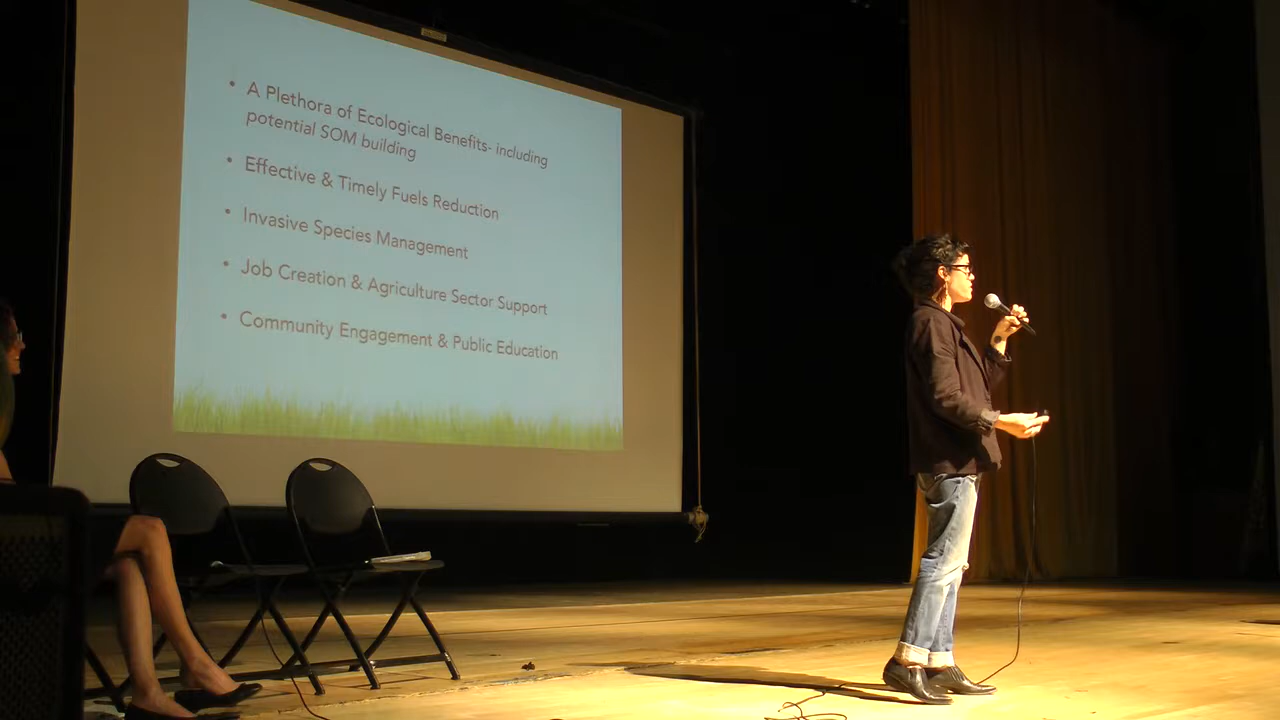 • A Plethora of Ecological Benefits- including
potential SOM building
• Effective & Timely Fuels Reduction
• Invasive Species Management
• Job Creation & Agriculture Sector Support
• Community Engagement & Public Education